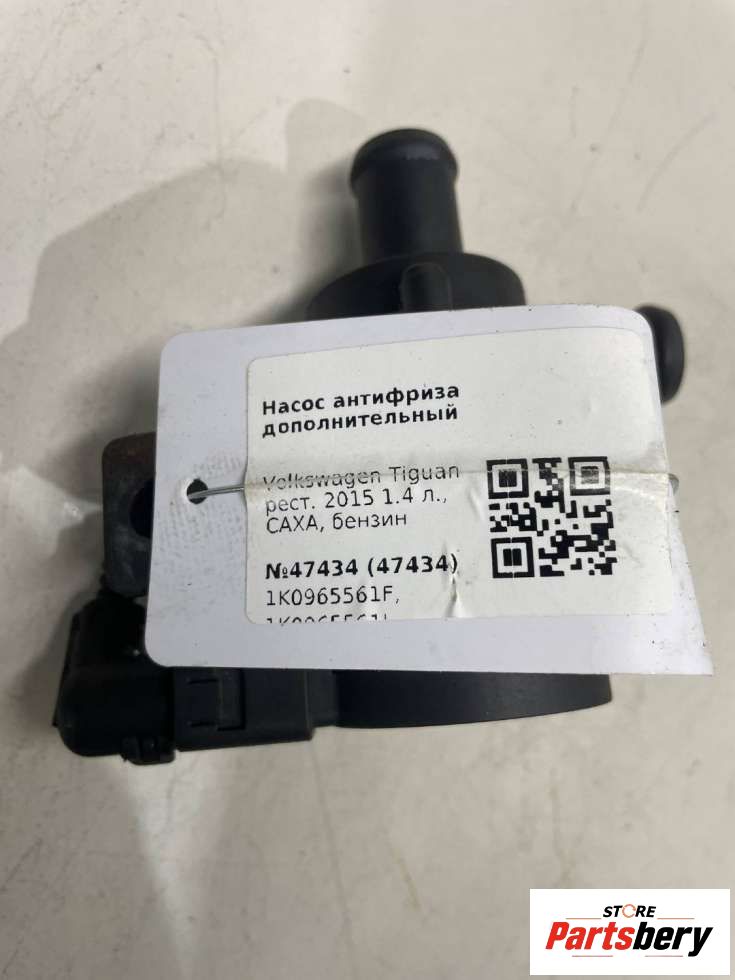 Насос антифриза
дополнительный
Volkswagen Tiguan
рест. 2015 1.4 л.,
CAXA, бензин
№47434 (47434)
1K0965561F,
STORE
Partsbery